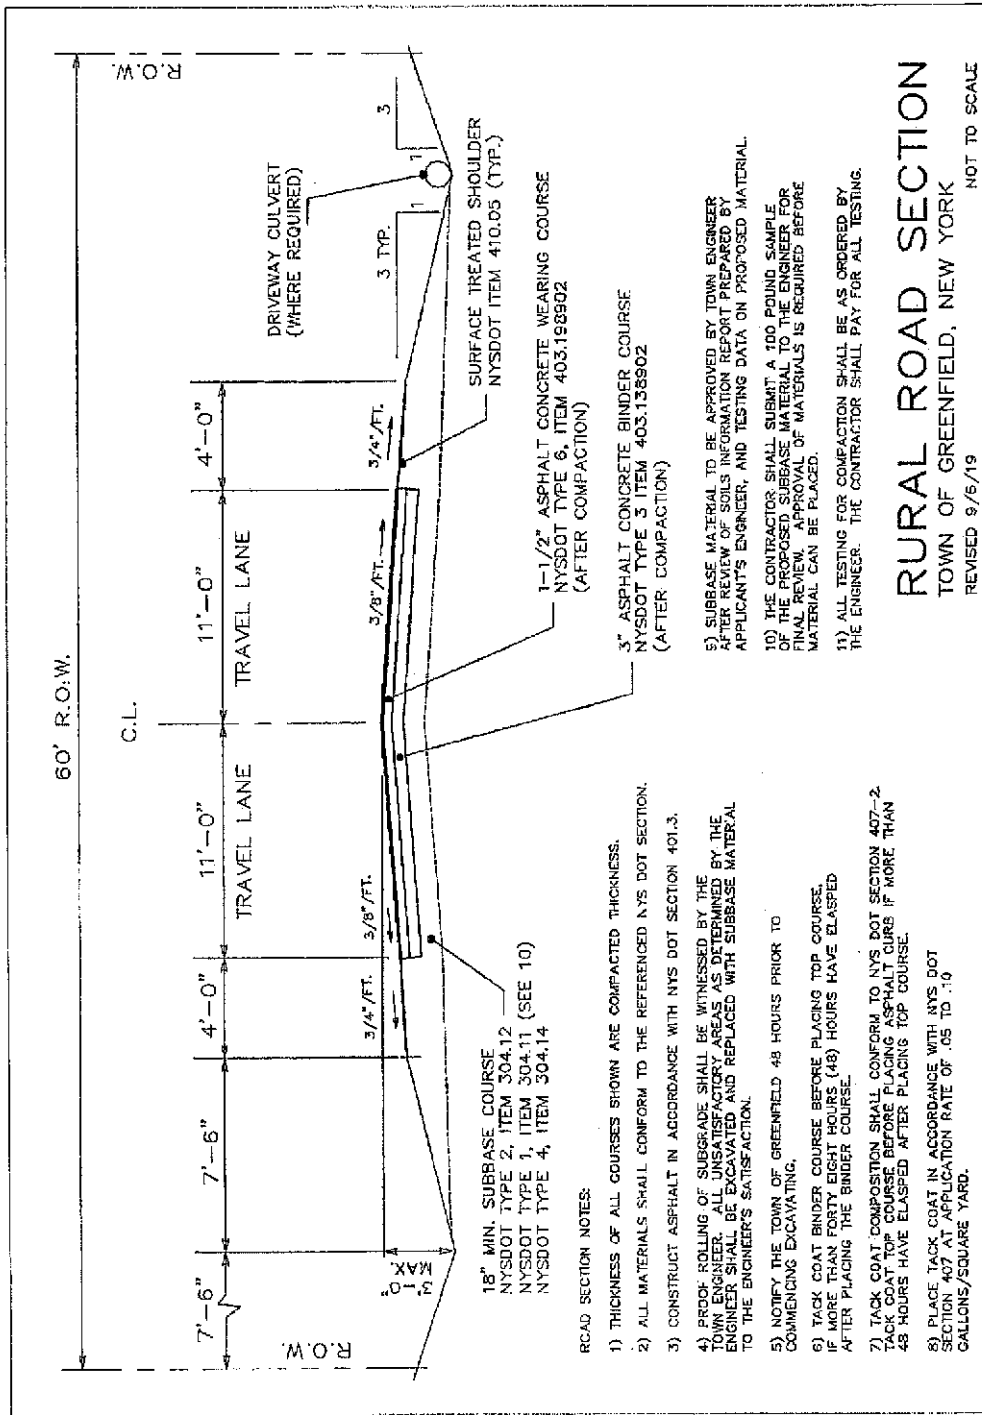 60' R.O.W.
R.O.W.
R.O.W.
C.L.
7'-6"
7'-6"
4'-0"
11'-0"
11'-0"
4'-0"
TRAVEL LANE
TRAVEL LANE
3/4"/FT.
3/8"/FT.
3/8"/FT.
3/4"/FT.
3'-0"
MAX.
DRIVEWAY CULVERT
(WHERE REQUIRED)
3 TYP.
1
1
3
SURFACE TREATED SHOULDER
NYSDOT ITEM 410.05 (TYP.)
1-1/2" ASPHALT CONCRETE WEARING COURSE
NYSDOT TYPE 6, ITEM 403.198902
(AFTER COMPACTION)
3" ASPHALT CONCRETE BINDER COURSE
NYSDOT TYPE 3 ITEM 403.138902
(AFTER COMPACTION)
18" MIN. SUBBASE COURSE
NYSDOT TYPE 2, ITEM 304.12
NYSDOT TYPE 1, ITEM 304.11 (SEE 10)
NYSDOT TYPE 4, ITEM 304.14
ROAD SECTION NOTES:
1) THICKNESS OF ALL COURSES SHOWN ARE COMPACTED THICKNESS.
2) ALL MATERIALS SHALL CONFORM TO THE REFERENCED NYS DOT SECTION.
3) CONSTRUCT ASPHALT IN ACCORDANCE WITH NYS DOT SECTION 401.3.
4) PROOF ROLLING OF SUBGRADE SHALL BE WITNESSED BY THE
TOWN ENGINEER. ALL UNSATISFACTORY AREAS AS DETERMINED BY THE
ENGINEER SHALL BE EXCAVATED AND REPLACED WITH SUBBASE MATERIAL
TO THE ENGINEER'S SATISFACTION.
5) NOTIFY THE TOWN OF GREENFIELD 48 HOURS PRIOR TO
COMMENCING EXCAVATING.
6) TACK COAT BINDER COURSE BEFORE PLACING TOP COURSE,
IF MORE THAN FORTY EIGHT HOURS (48) HOURS HAVE ELASPED
AFTER PLACING THE BINDER COURSE.
7) TACK COAT COMPOSITION SHALL CONFORM TO NYS DOT SECTION 407-2.
TACK COAT TOP COURSE BEFORE PLACING ASPHALT CURB IF MORE THAN
48 HOURS HAVE ELASPED AFTER PLACING TOP COURSE.
8) PLACE TACK COAT IN ACCORDANCE WITH NYS DOT
SECTION 407 AT APPLICATION RATE OF .05 TO .10
GALLONS/SQUARE YARD.
9) SUBBASE MATERIAL TO BE APPROVED BY TOWN ENGINEER
AFTER REVIEW OF SOILS INFORMATION REPORT PREPARED BY
APPLICANT'S ENGINEER, AND TESTING DATA ON PROPOSED MATERIAL.
10) THE CONTRACTOR SHALL SUBMIT A 100 POUND SAMPLE
OF THE PROPOSED SUBBASE MATERIAL TO THE ENGINEER FOR
FINAL REVIEW. APPROVAL OF MATERIALS IS REQUIRED BEFORE
MATERIAL CAN BE PLACED.
11) ALL TESTING FOR COMPACTION SHALL BE AS ORDERED BY
THE ENGINEER. THE CONTRACTOR SHALL PAY FOR ALL TESTING.
RURAL ROAD SECTION
TOWN OF GREENFIELD, NEW YORK
REVISED 9/6/19
NOT TO SCALE